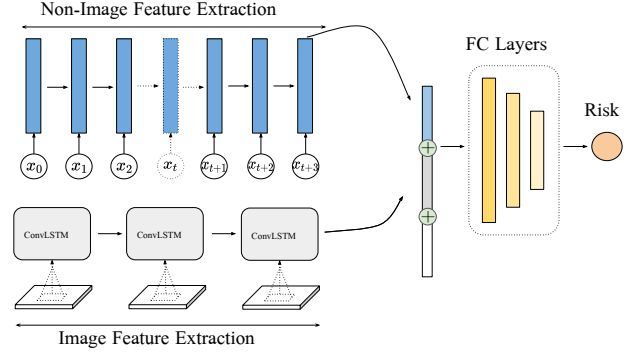 Non-Image Feature Extraction
FC Layers
Risk
x0 x1 x2 xt xt+1 xt+2 xt+3
ConvLSTM ConvLSTM ConvLSTM
Image Feature Extraction